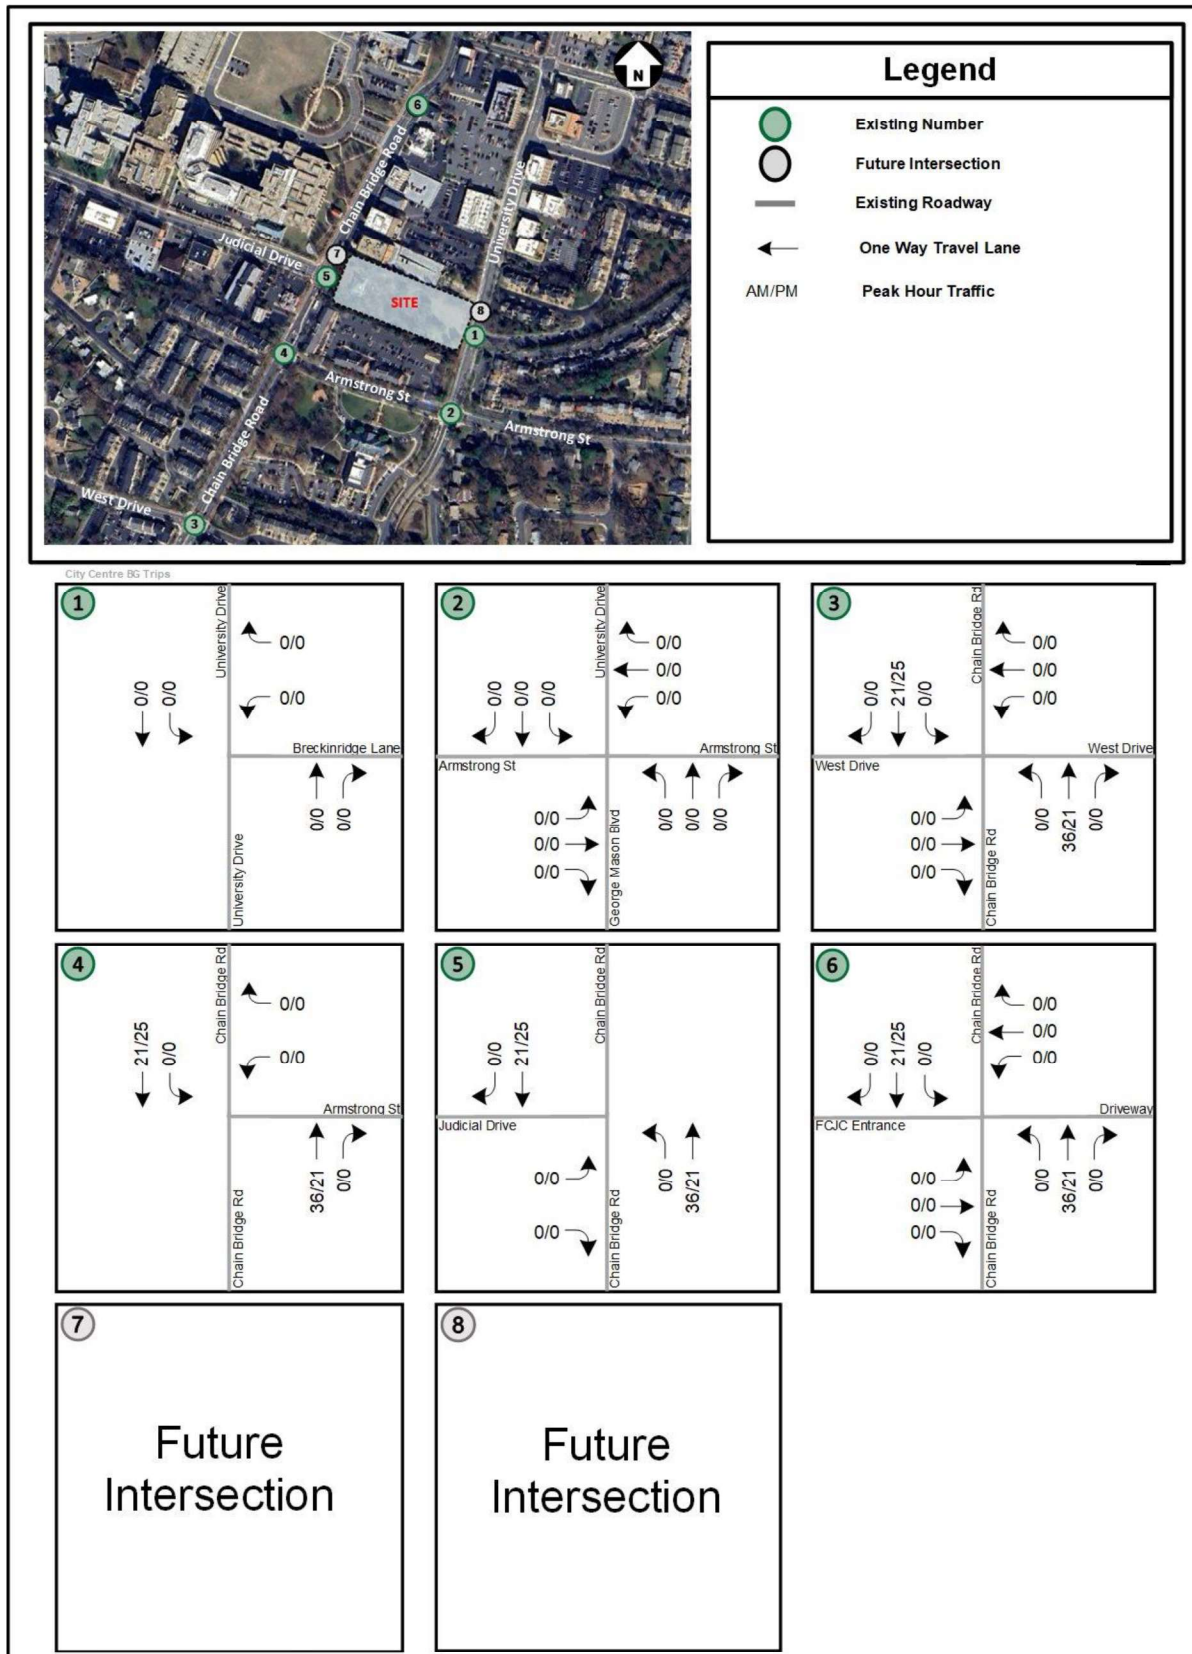 N
6
Chain Bridge Road
University Drive
Judicial Drive
7
5
SITE
8
1
4
Armstrong St
2
Armstrong St
Chain Bridge Road
West Drive
3
Legend
Existing Number
Future Intersection
Existing Roadway
One Way Travel Lane
AM/PM Peak Hour Traffic
City Centre BG Trips
1
University Drive
0/0
0/0
0/0
0/0
Breckinridge Lane
0/0
0/0
University Drive
2
University Drive
0/0
0/0
0/0
0/0
0/0
0/0
Armstrong St
Armstrong St
0/0
0/0
0/0
George Mason Blvd
0/0
0/0
0/0
3
Chain Bridge Rd
0/0
0/0
0/0
0/0
21/25
0/0
West Drive
West Drive
0/0
0/0
0/0
Chain Bridge Rd
0/0
36/21
0/0
4
Chain Bridge Rd
0/0
21/25
0/0
0/0
Armstrong St
36/21
0/0
Chain Bridge Rd
5
Chain Bridge Rd
0/0
21/25
Judicial Drive
0/0
0/0
Chain Bridge Rd
0/0
36/21
6
Chain Bridge Rd
0/0
0/0
0/0
0/0
21/25
0/0
Driveway
FCJC Entrance
0/0
0/0
0/0
Chain Bridge Rd
0/0
36/21
0/0
7
Future
Intersection
8
Future
Intersection